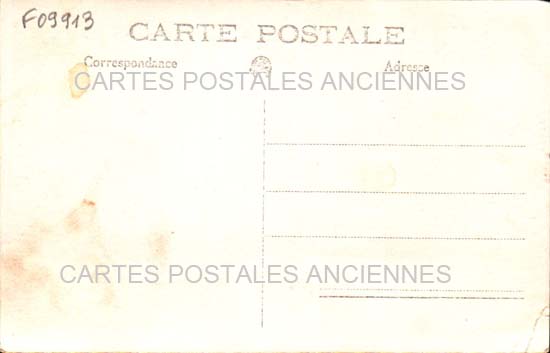 F09913
CARTE POSTALE
Correspondance
Adresse
CARTES POSTALES ANCIENNES
CARTES POSTALES ANCIENNES